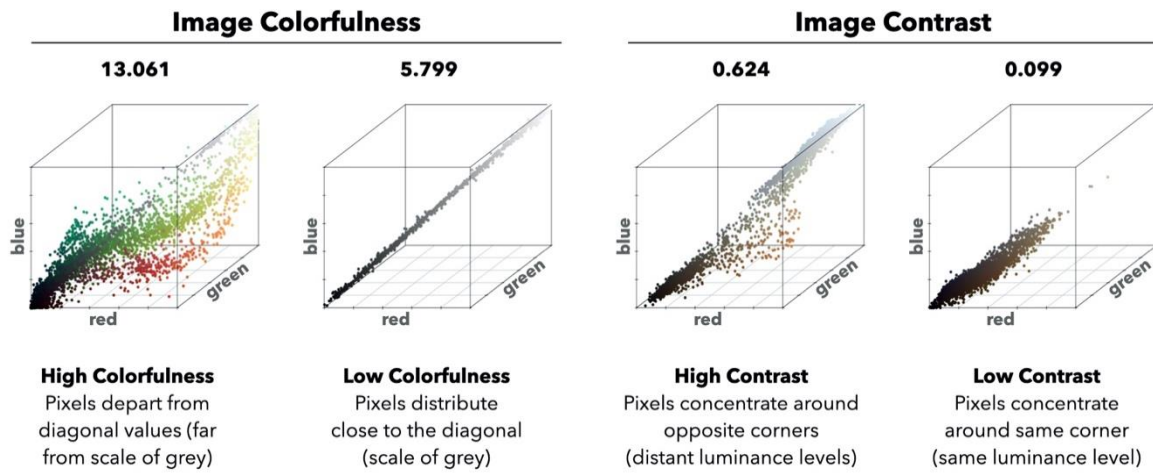 Image Colorfulness
Image Contrast
13.061
5.799
0.624
0.099
blue
green
red
blue
green
red
blue
green
red
blue
green
red
High Colorfulness
Pixels depart from
diagonal values (far
from scale of grey)
Low Colorfulness
Pixels distribute
close to the diagonal
(scale of grey)
High Contrast
Pixels concentrate around
opposite corners
(distant luminance levels)
Low Contrast
Pixels concentrate
around same corner
(same luminance level)